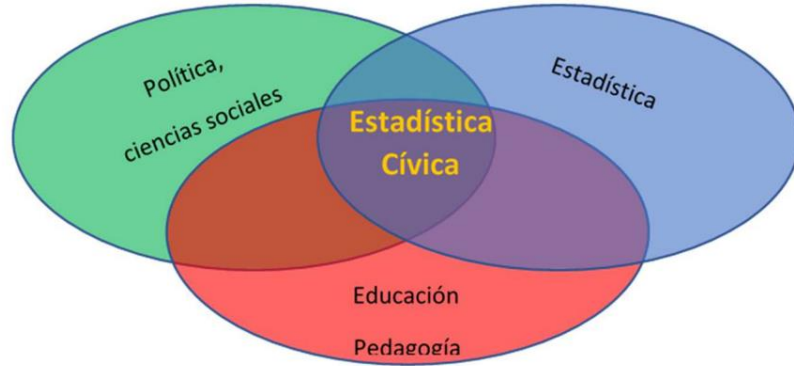 Política,
ciencias sociales
Estadística
Estadística
Cívica
Educación
Pedagogía